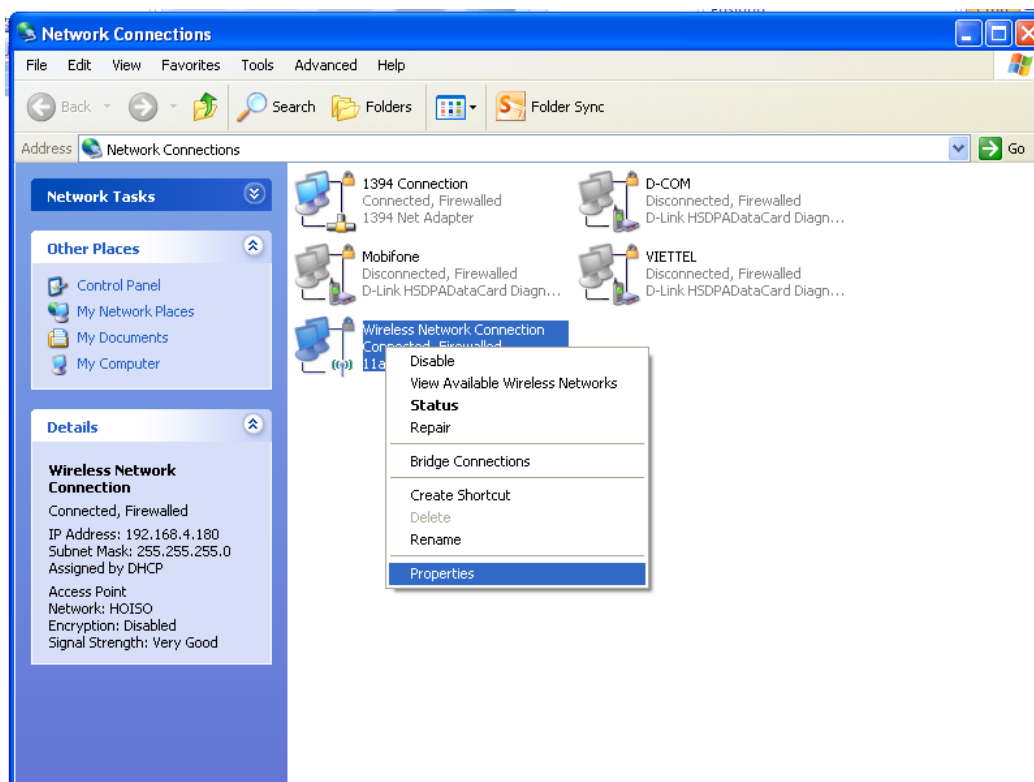 Network Connections
File Edit View Favorites Tools Advanced Help
Back Search Folders Folder Sync
Address Network Connections Go
Network Tasks
Other Places
Control Panel
My Network Places
My Documents
My Computer
Details
Wireless Network
Connection
Connected, Firewalled
IP Address: 192.168.4.180
Subnet Mask: 255.255.255.0
Assigned by DHCP
Access Point
Network: HOISO
Encryption: Disabled
Signal Strength: Very Good
1394 Connection
Connected, Firewalled
1394 Net Adapter
D-COM
Disconnected, Firewalled
D-Link HSDPADataCard Diagn...
Mobifone
Disconnected, Firewalled
D-Link HSDPADataCard Diagn...
VIETTEL
Disconnected, Firewalled
D-Link HSDPADataCard Diagn...
Wireless Network Connection
Connected, Firewalled
11a
Disable
View Available Wireless Networks
Status
Repair
Bridge Connections
Create Shortcut
Delete
Rename
Properties